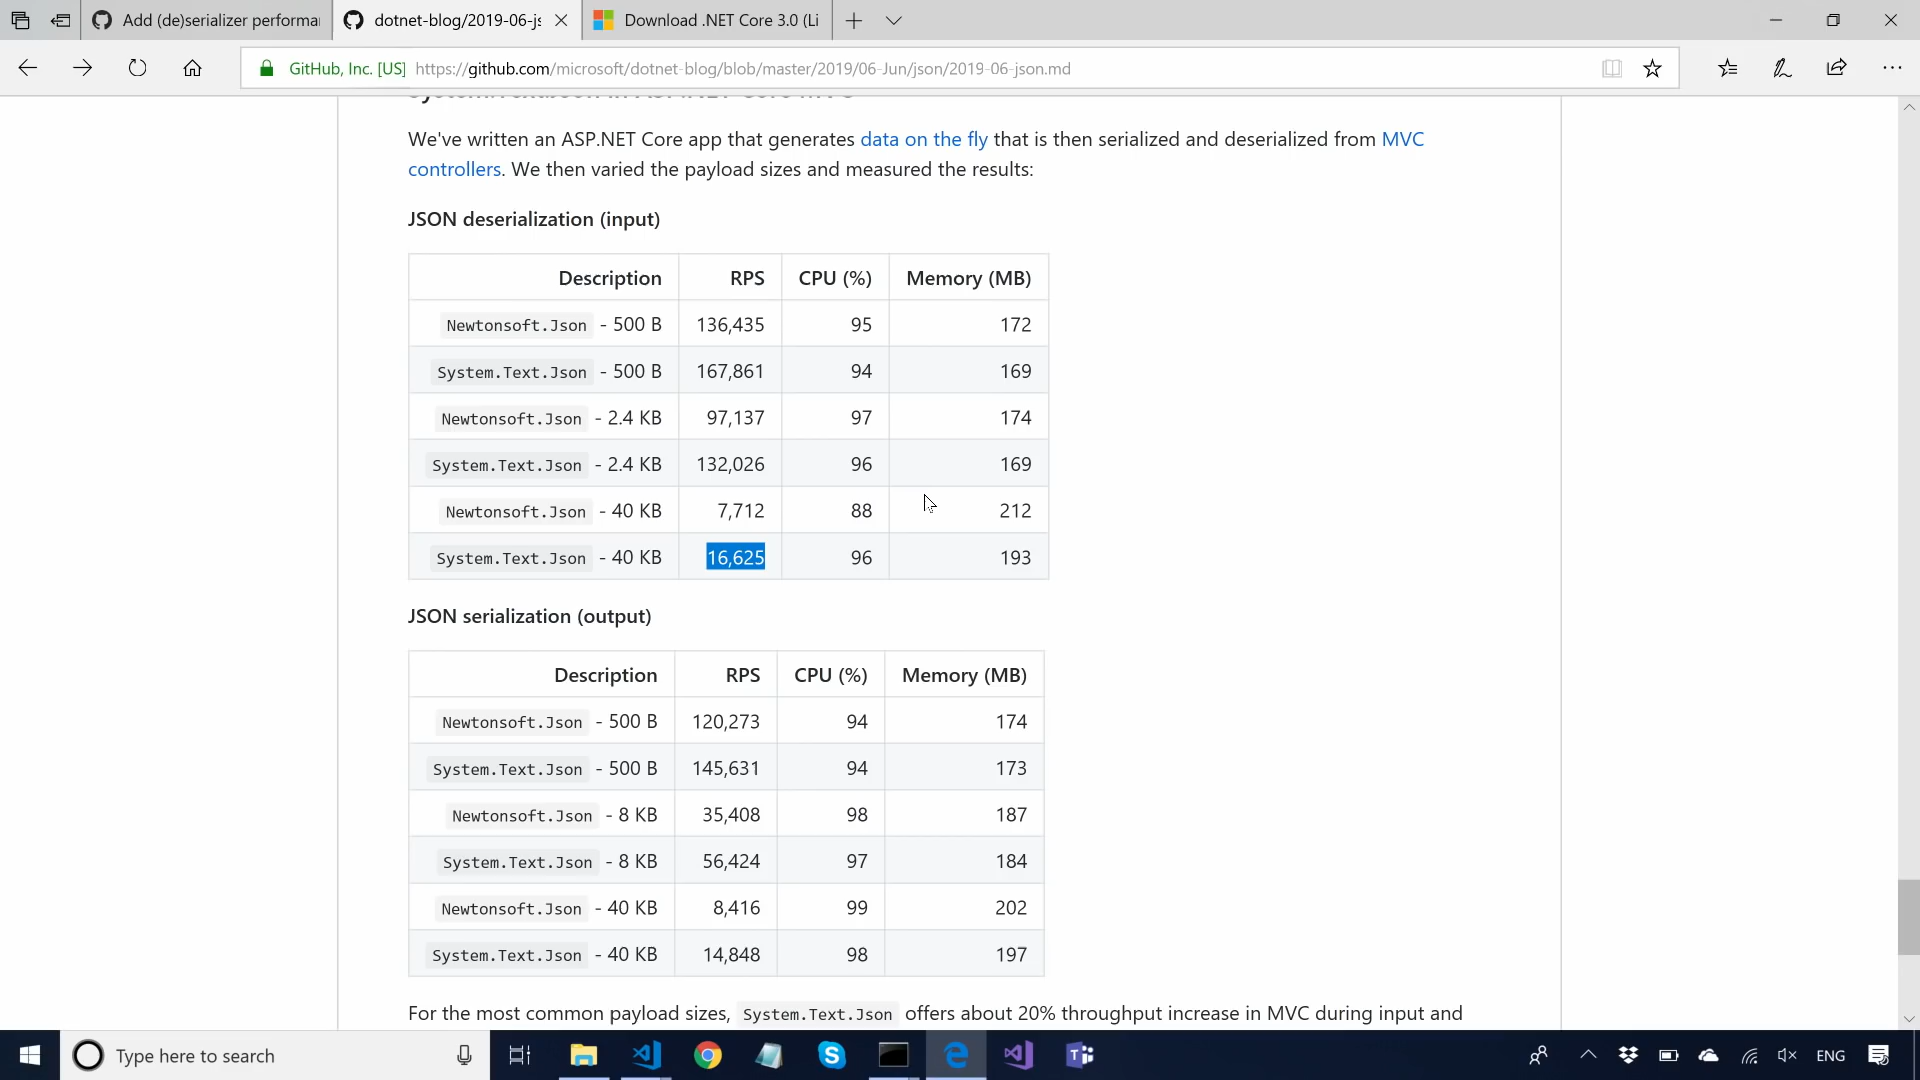 Add (de)serializer performa
dotnet-blog/2019-06-js
Download .NET Core 3.0 (Li
GitHub, Inc. [US] https://github.com/microsoft/dotnet-blog/blob/master/2019/06-Jun/json/2019-06-json.md
We've written an ASP.NET Core app that generates data on the fly that is then serialized and deserialized from MVC
controllers. We then varied the payload sizes and measured the results:
JSON deserialization (input)
Description RPS CPU (%) Memory (MB)
Newtonsoft.Json - 500 B 136,435 95 172
System.Text.Json - 500 B 167,861 94 169
Newtonsoft.Json - 2.4 KB 97,137 97 174
System.Text.Json - 2.4 KB 132,026 96 169
Newtonsoft.Json - 40 KB 7,712 88 212
System.Text.Json - 40 KB 16,625 96 193
JSON serialization (output)
Description RPS CPU (%) Memory (MB)
Newtonsoft.Json - 500 B 120,273 94 174
System.Text.Json - 500 B 145,631 94 173
Newtonsoft.Json - 8 KB 35,408 98 187
System.Text.Json - 8 KB 56,424 97 184
Newtonsoft.Json - 40 KB 8,416 99 202
System.Text.Json - 40 KB 14,848 98 197
For the most common payload sizes, System.Text.Json offers about 20% throughput increase in MVC during input and
Type here to search
ENG